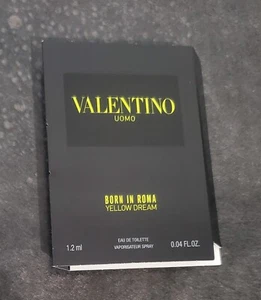 VALENTINO
UOMO
BORN IN ROMA
YELLOW DREAM
EAU DE TOILETTE
VAPORISATEUR SPRAY
1.2 ml
0.04 FL.OZ.